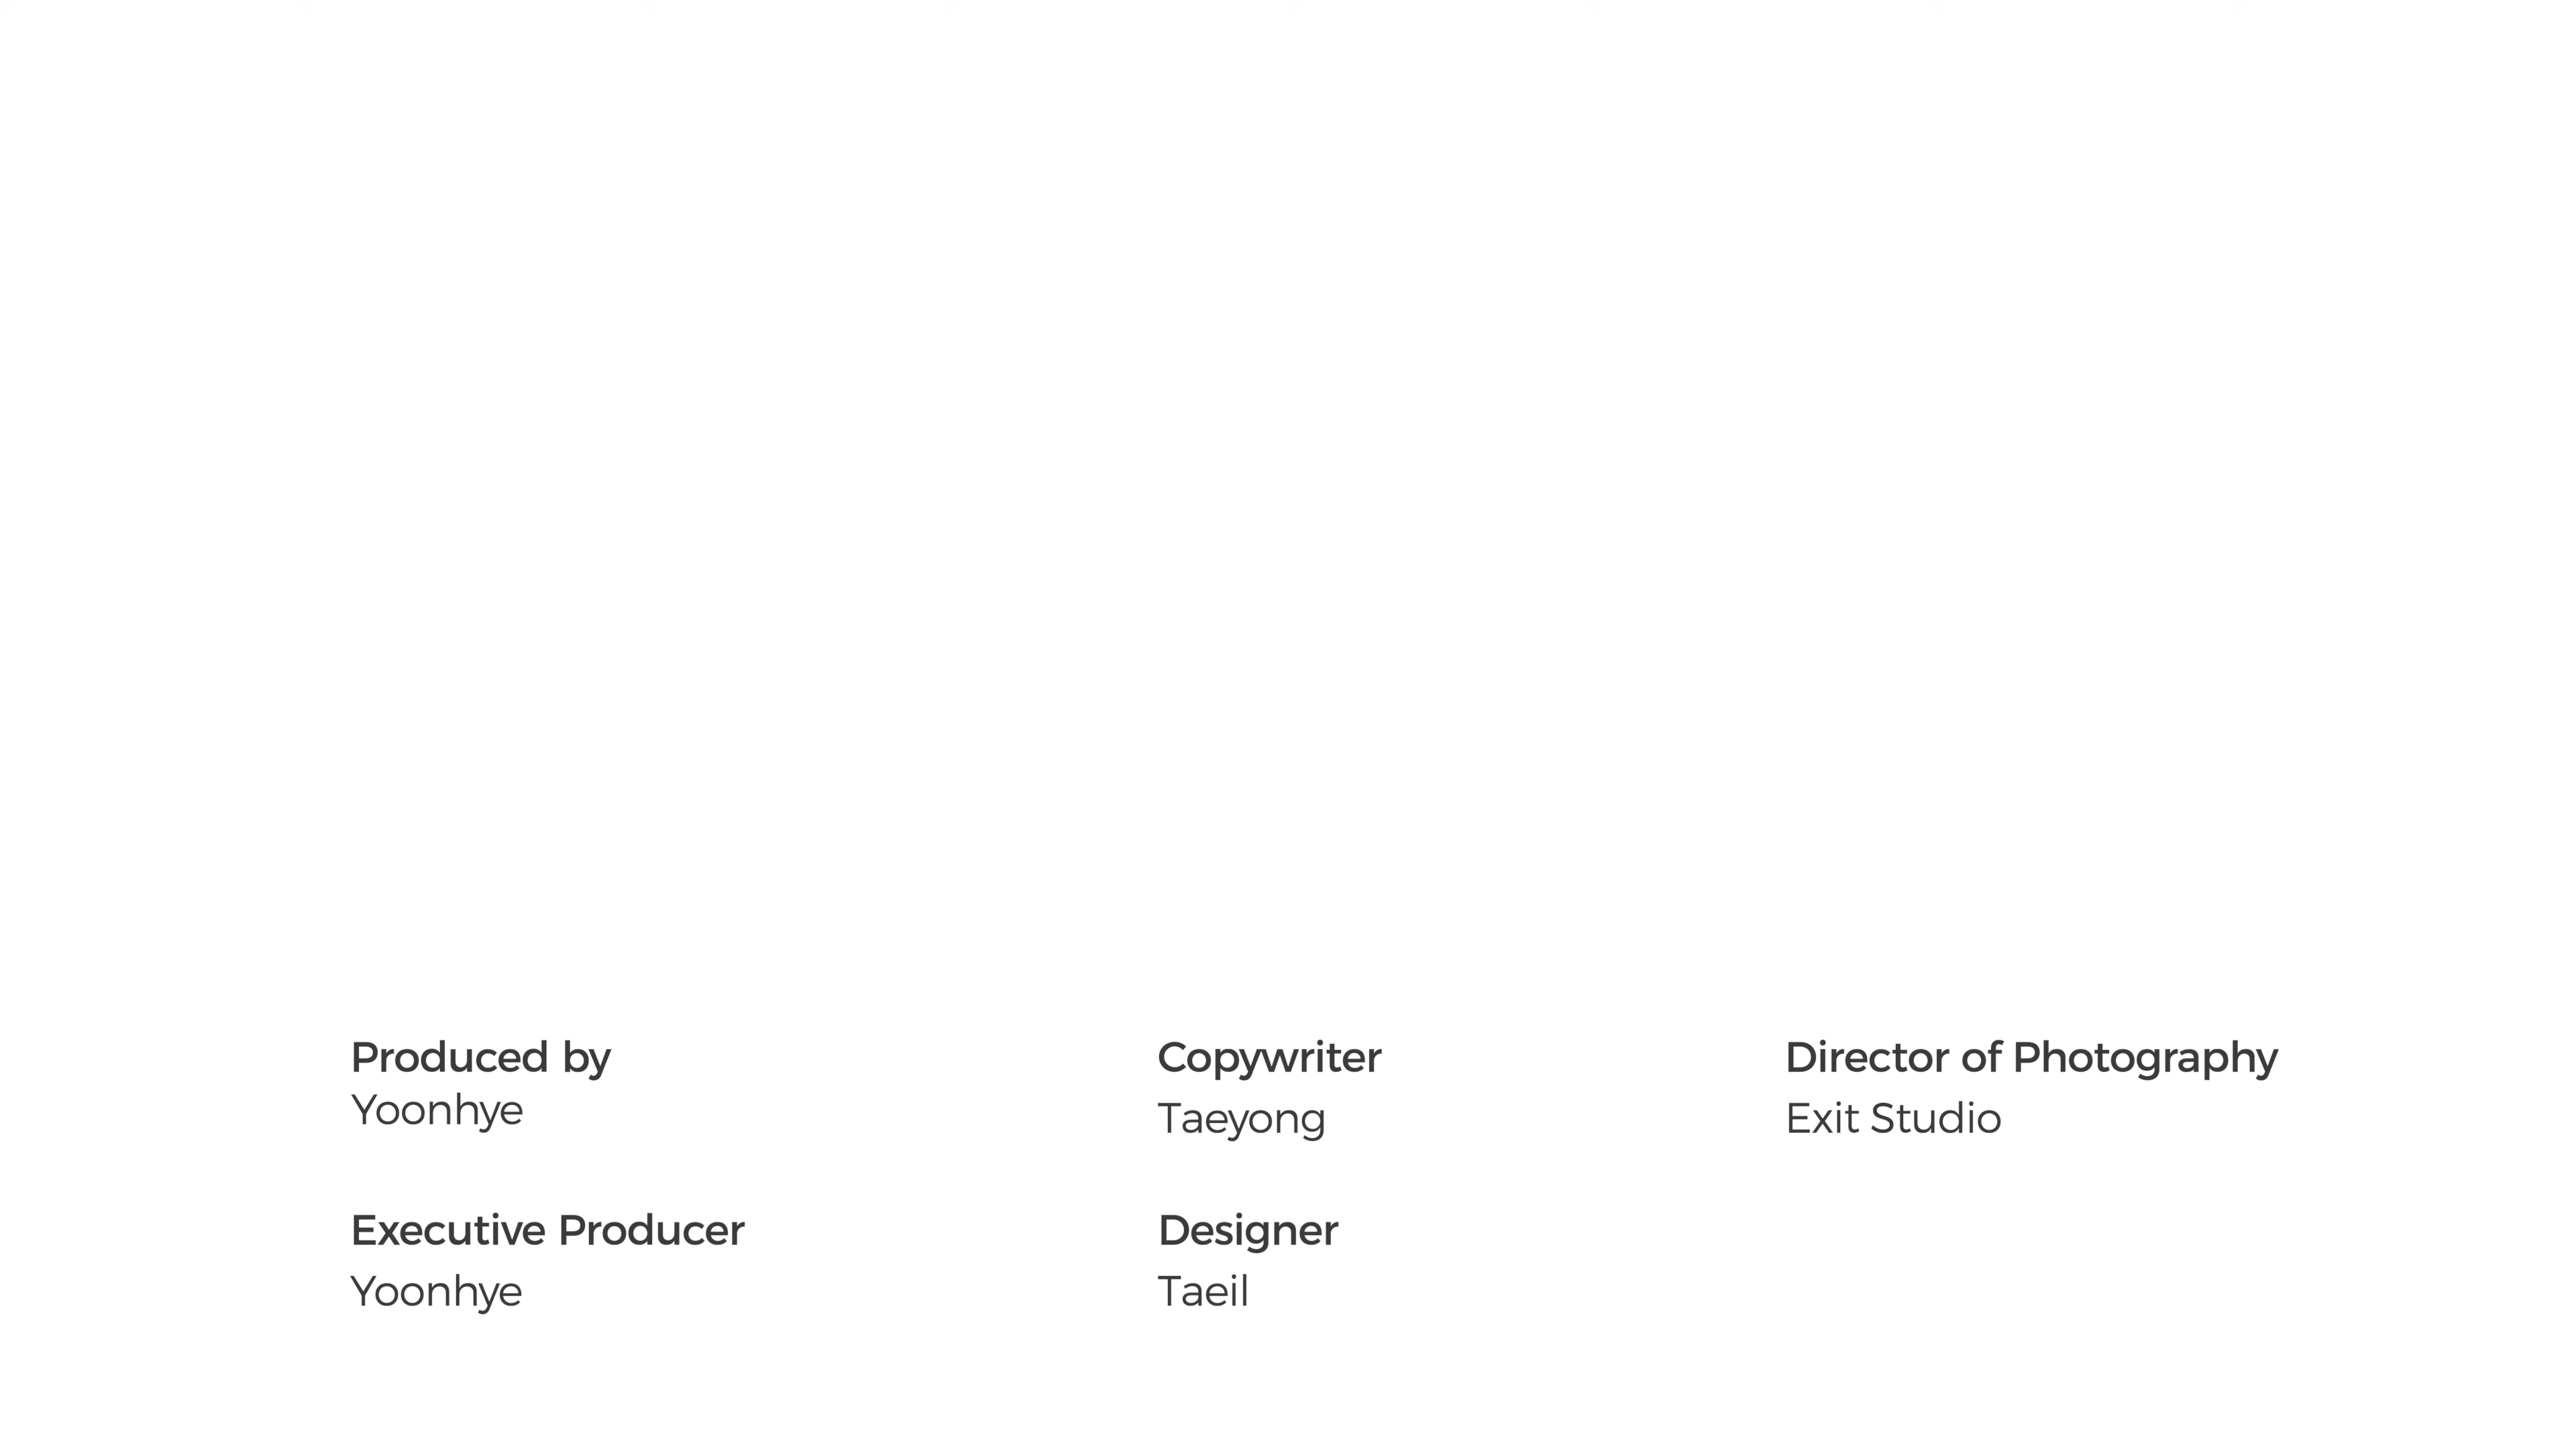 Produced by
Yoonhye
Executive Producer
Yoonhye
Copywriter
Taeyong
Designer
Taeil
Director of Photography
Exit Studio